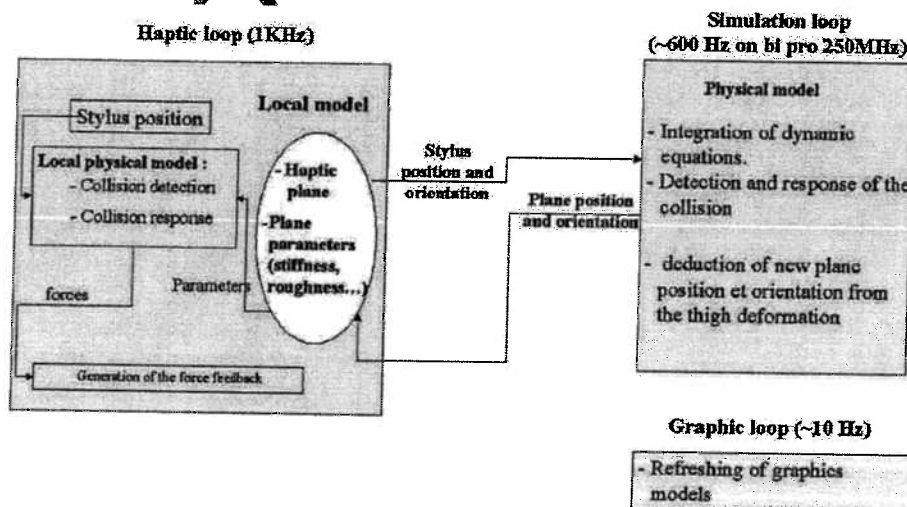 Haptic loop (1KHz)
Stylus position
Local physical model :
- Collision detection
- Collision response
forces
Generation of the force feedback
Local model
- Haptic
plane
-Plane
parameters
(stiffness,
roughness...)
Parameters
Stylus
position and
orientation
Plane position
and orientation
Simulation loop
(~600 Hz on bi pro 250MHz)
Physical model
- Integration of dynamic
equations.
- Detection and response of the
collision
- deduction of new plane
position et orientation from
the thigh deformation
Graphic loop (~10 Hz)
- Refreshing of graphics
models